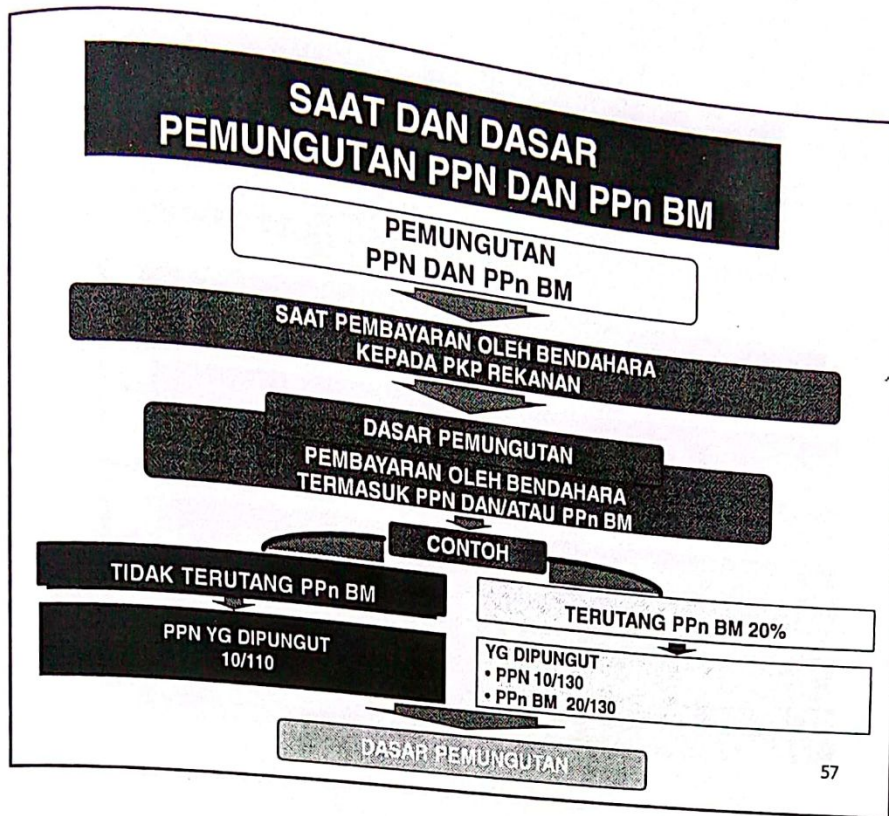 SAAT DAN DASAR
PEMUNGUTAN PPN DAN PPn BM
PEMUNGUTAN
PPN DAN PPn BM
SAAT PEMBAYARAN OLEH BENDAHARA
KEPADA PKP REKANAN
DASAR PEMUNGUTAN
PEMBAYARAN OLEH BENDAHARA
TERMASUK PPN DAN/ATAU PPn BM
CONTOH
TIDAK TERUTANG PPn BM
PPN YG DIPUNGUT
10/110
TERUTANG PPn BM 20%
YG DIPUNGUT
• PPN 10/130
• PPn BM 20/130
DASAR PEMUNGUTAN
57